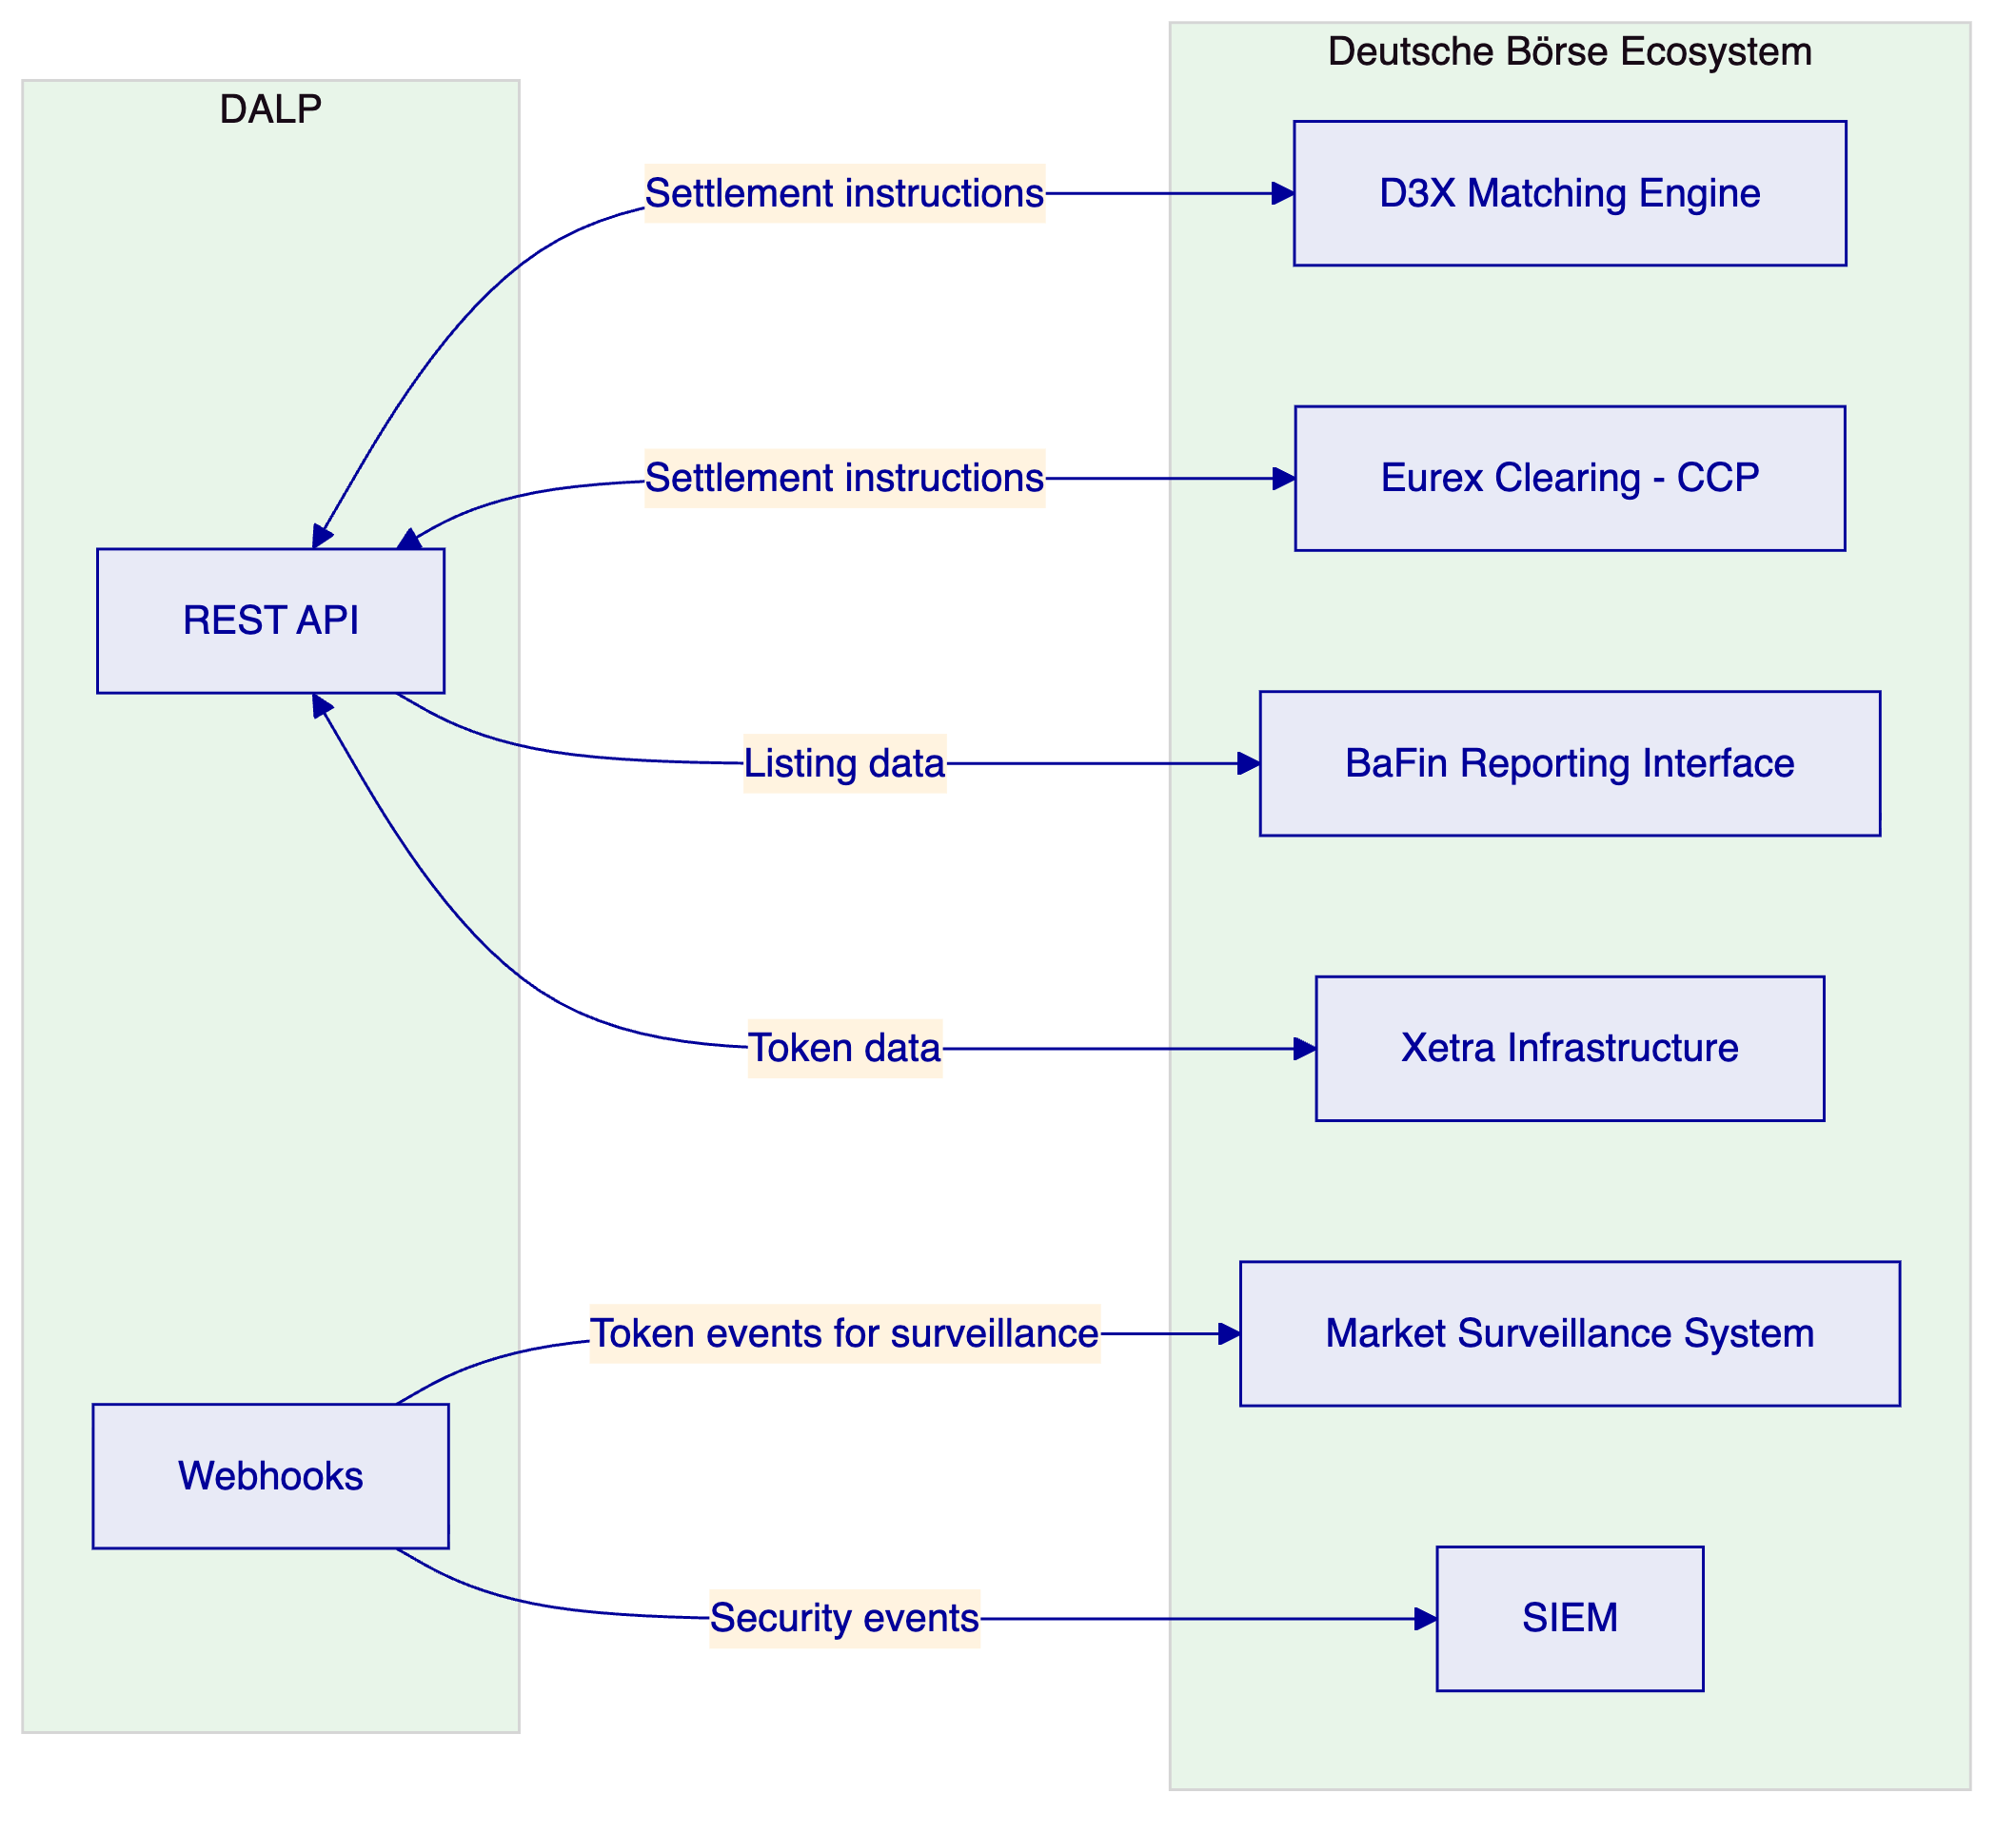 Deutsche Börse Ecosystem
DALP
Settlement instructions
D3X Matching Engine
Settlement instructions
Eurex Clearing - CCP
REST API
Listing data
BaFin Reporting Interface
Token data
Xetra Infrastructure
Token events for surveillance
Market Surveillance System
Webhooks
Security events
SIEM